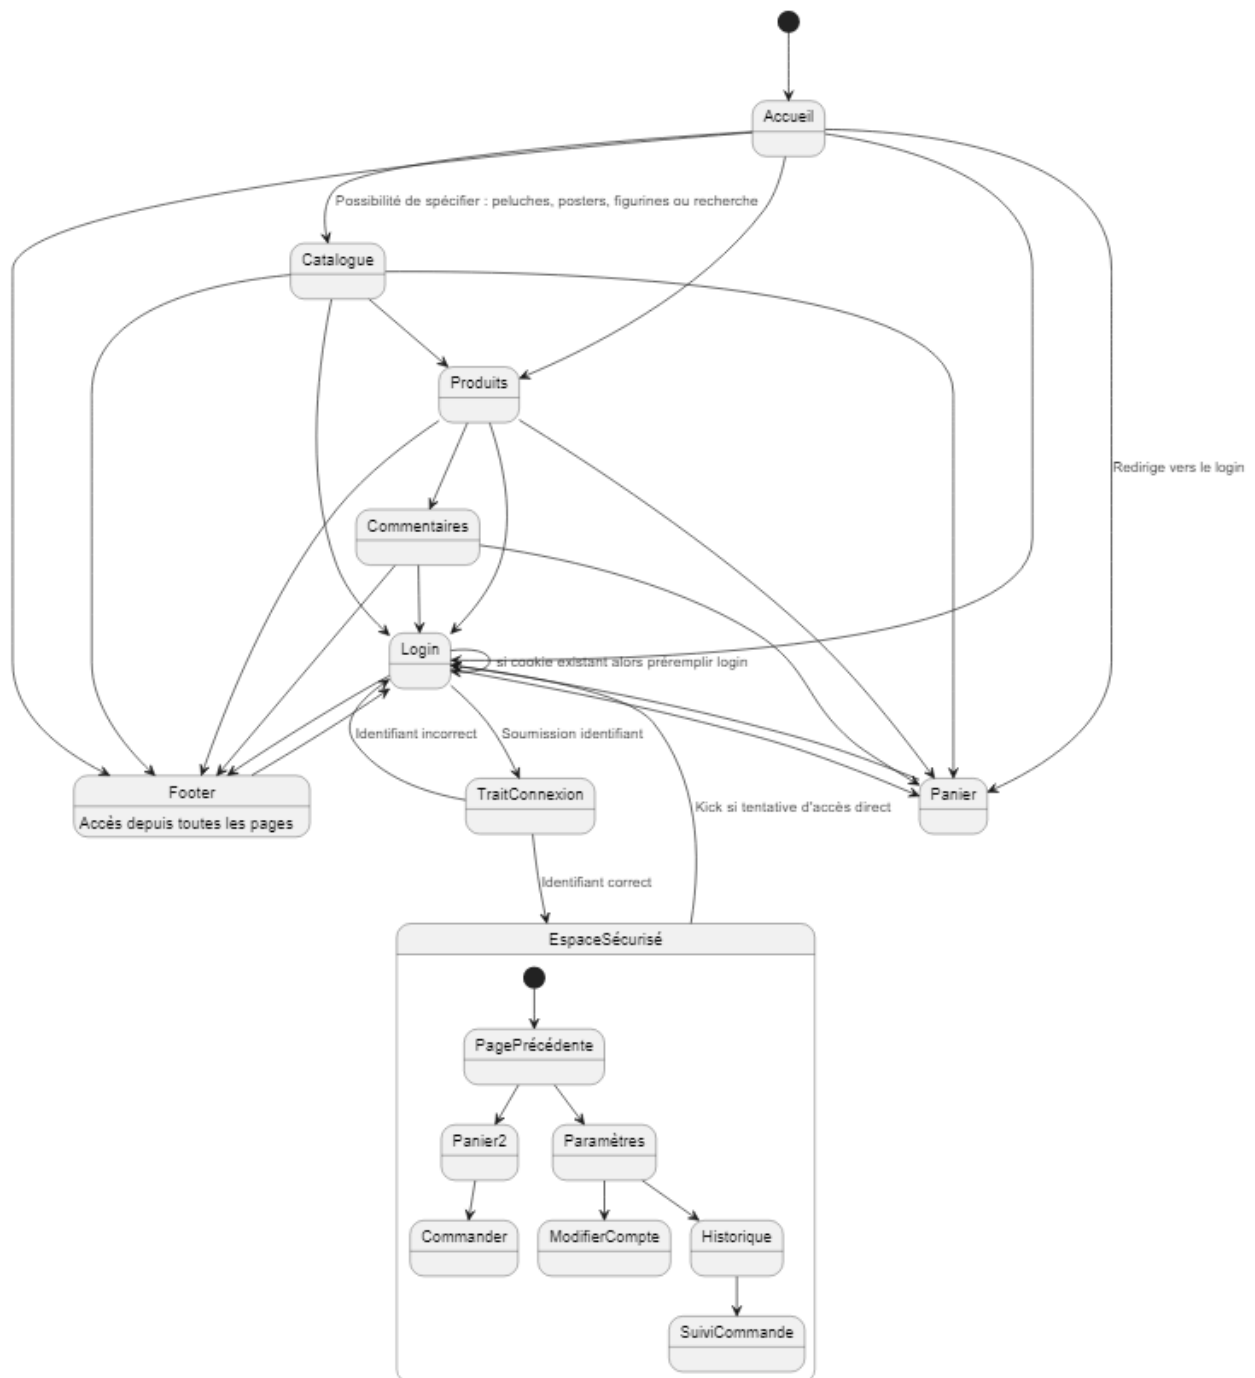 Accueil
Possibilité de spécifier : peluches, posters, figurines ou recherche
Catalogue
Produits
Redirige vers le login
Commentaires
Login
si cookie existant alors préremplir login
Identifiant incorrect
Soumission identifiant
Footer
Accès depuis toutes les pages
TraitConnexion
Kick si tentative d'accès direct
Panier
Identifiant correct
EspaceSécurisé
PagePrécédente
Panier2
Paramètres
Commander
ModifierCompte
Historique
SuiviCommande